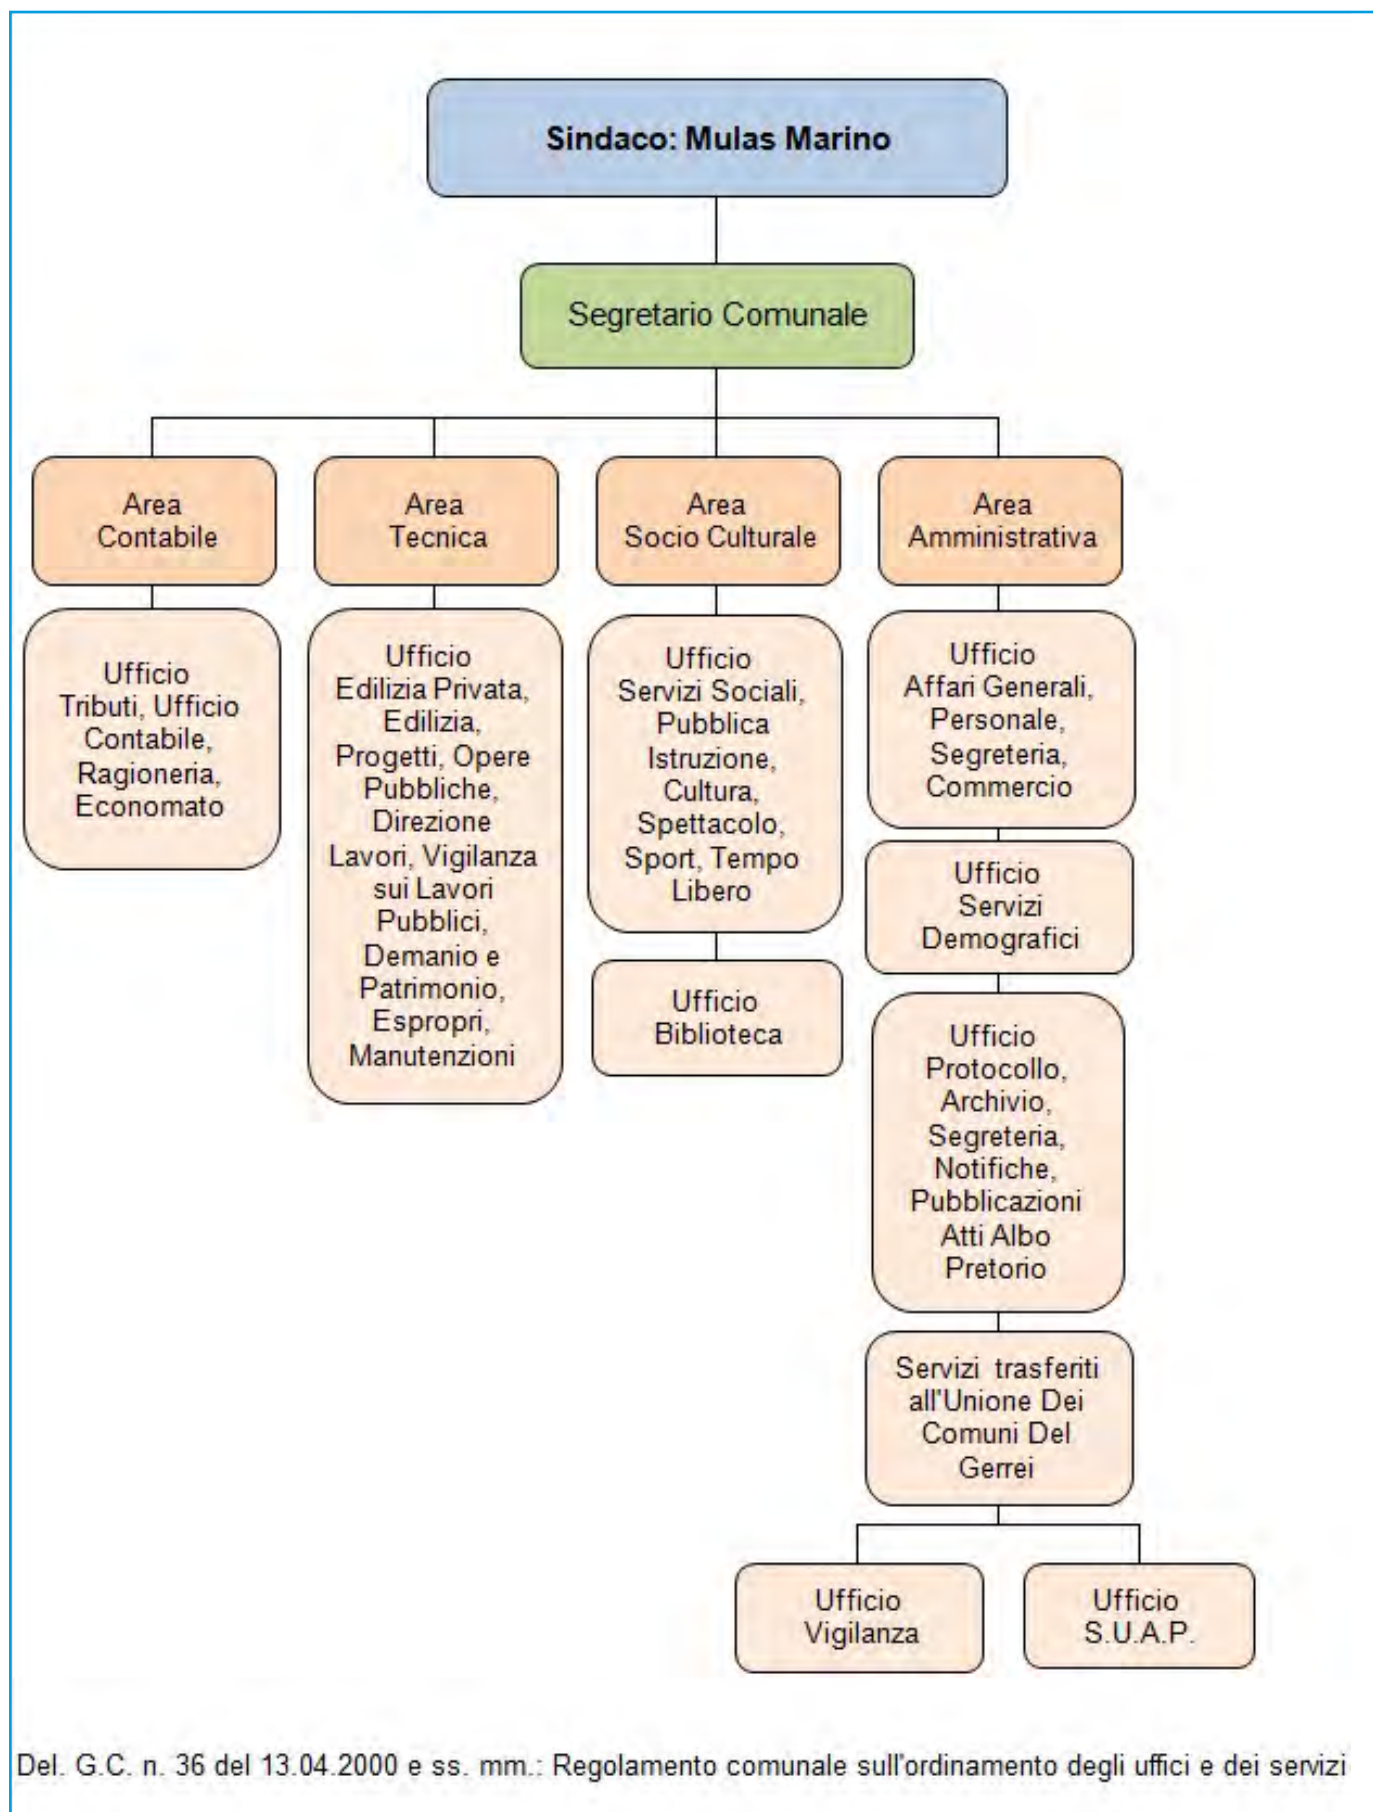 Sindaco: Mulas Marino
Segretario Comunale
Area
Contabile
Area
Tecnica
Area
Socio Culturale
Area
Amministrativa
Ufficio
Tributi, Ufficio
Contabile,
Ragioneria,
Economato
Ufficio
Edilizia Privata,
Edilizia,
Progetti, Opere
Pubbliche,
Direzione
Lavori, Vigilanza
sui Lavori
Pubblici,
Demanio e
Patrimonio,
Espropri,
Manutenzioni
Ufficio
Servizi Sociali,
Pubblica
Istruzione,
Cultura,
Spettacolo,
Sport, Tempo
Libero
Ufficio
Biblioteca
Ufficio
Affari Generali,
Personale,
Segreteria,
Commercio
Ufficio
Servizi
Demografici
Ufficio
Protocollo,
Archivio,
Segreteria,
Notifiche,
Pubblicazioni
Atti Albo
Pretorio
Servizi trasferiti
all'Unione Dei
Comuni Del
Gerrei
Ufficio
Vigilanza
Ufficio
S.U.A.P.
Del. G.C. n. 36 del 13.04.2000 e ss. mm.: Regolamento comunale sull'ordinamento degli uffici e dei servizi